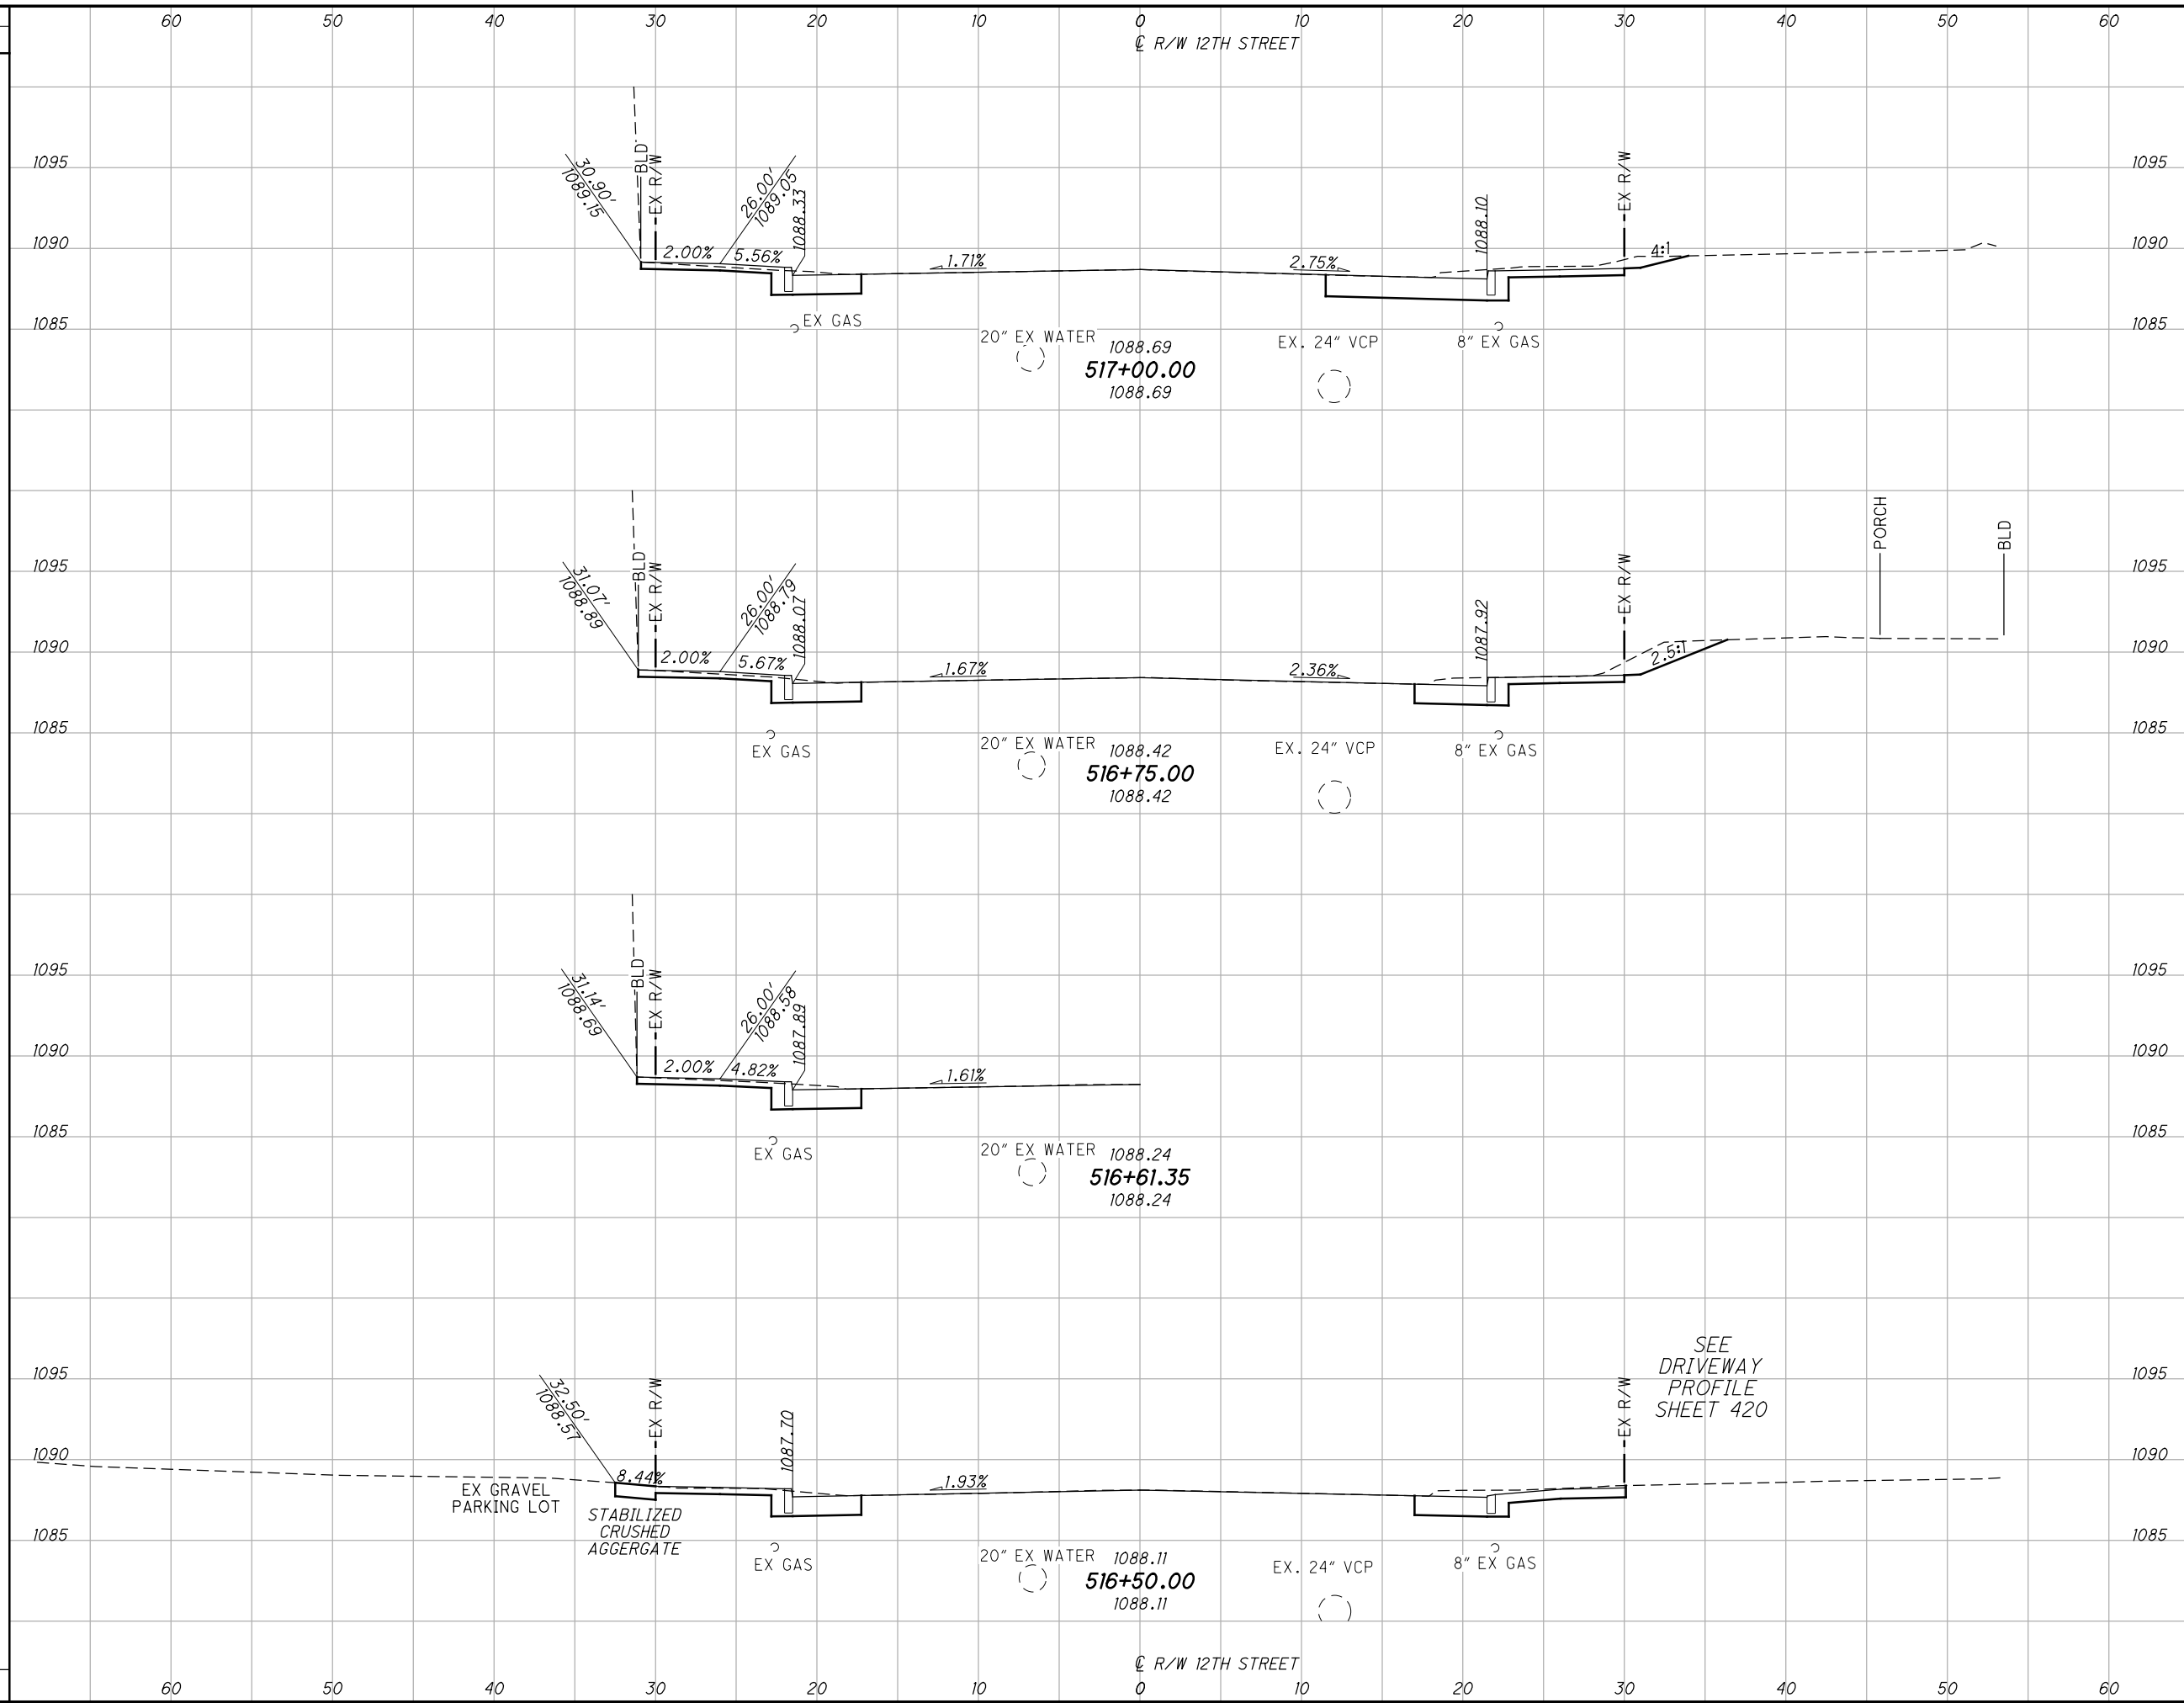 60 50 40 30 20 10 0 10 20 30 40 50 60
℄ R/W 12TH STREET
1095 1095
1090 1090
1085 1085
30.90'
1089.15
BLD
EX R/W
26.00'
1089.05
1088.33
2.00%
5.56%
1.71%
2.75%
1088.10
EX R/W
4:1
EX GAS
20" EX WATER
1088.69
517+00.00
1088.69
EX. 24" VCP
8" EX GAS
1095 1095
1090 1090
1085 1085
31.07'
1088.89
BLD
EX R/W
26.00'
1088.79
1088.07
2.00%
5.67%
1.67%
2.36%
1087.92
EX R/W
2.5:1
PORCH
BLD
EX GAS
20" EX WATER
1088.42
516+75.00
1088.42
EX. 24" VCP
8" EX GAS
1095 1095
1090 1090
1085 1085
31.14'
1088.69
BLD
EX R/W
26.00'
1088.58
1087.89
2.00%
4.82%
1.61%
EX GAS
20" EX WATER
1088.24
516+61.35
1088.24
1095 1095
1090 1090
1085 1085
32.50'
1088.57
EX R/W
1087.70
8.44%
1.93%
EX R/W
SEE
DRIVEWAY
PROFILE
SHEET 420
EX GRAVEL
PARKING LOT
STABILIZED
CRUSHED
AGGERGATE
EX GAS
20" EX WATER
1088.11
516+50.00
1088.11
EX. 24" VCP
8" EX GAS
℄ R/W 12TH STREET
60 50 40 30 20 10 0 10 20 30 40 50 60